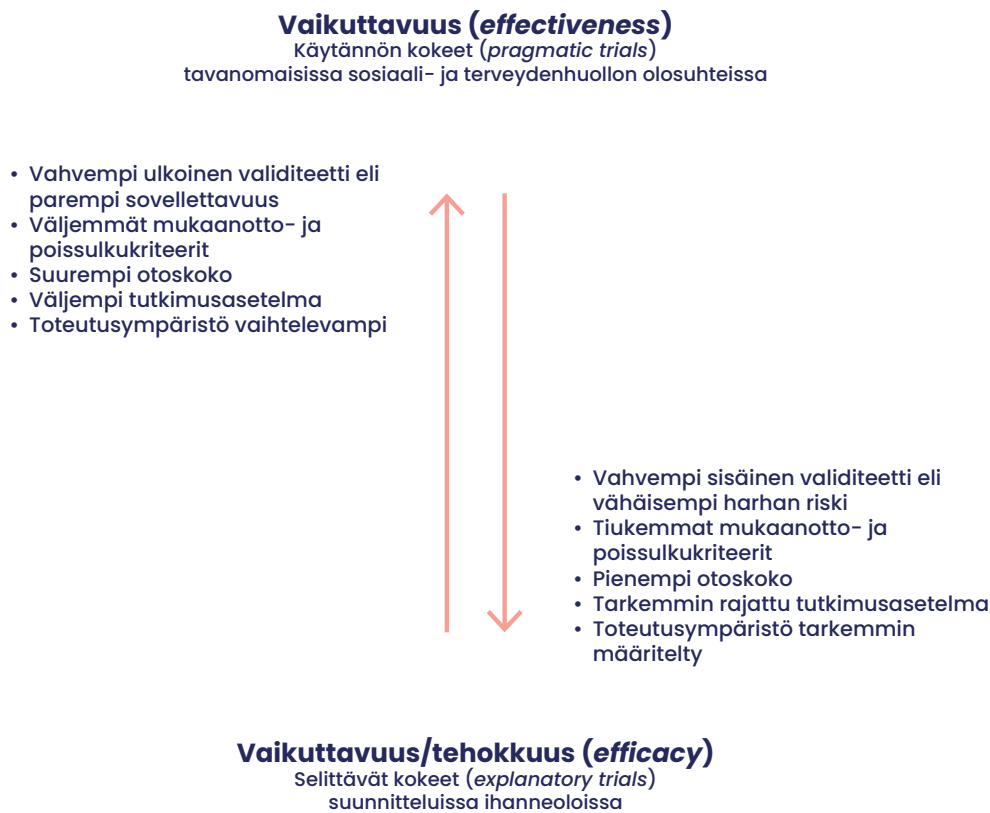 Vaikuttavuus (effectiveness)
Käytännön kokeet (pragmatic trials)
tavanomaisissa sosiaali- ja terveydenhuollon olosuhteissa
• Vahvempi ulkoinen validiteetti eli
parempi sovellettavuus
• Väljemmät mukaanotto- ja
poissulkukriteerit
• Suurempi otoskoko
• Väljempi tutkimusasetelma
• Toteutusympäristö vaihtelevampi
• Vahvempi sisäinen validiteetti eli
vähäisempi harhan riski
• Tiukemmat mukaanotto- ja
poissulkukriteerit
• Pienempi otoskoko
• Tarkemmin rajattu tutkimusasetelma
• Toteutusympäristö tarkemmin
määritelty
Vaikuttavuus/tehokkuus (efficacy)
Selittävät kokeet (explanatory trials)
suunnitteluissa ihanneoloissa